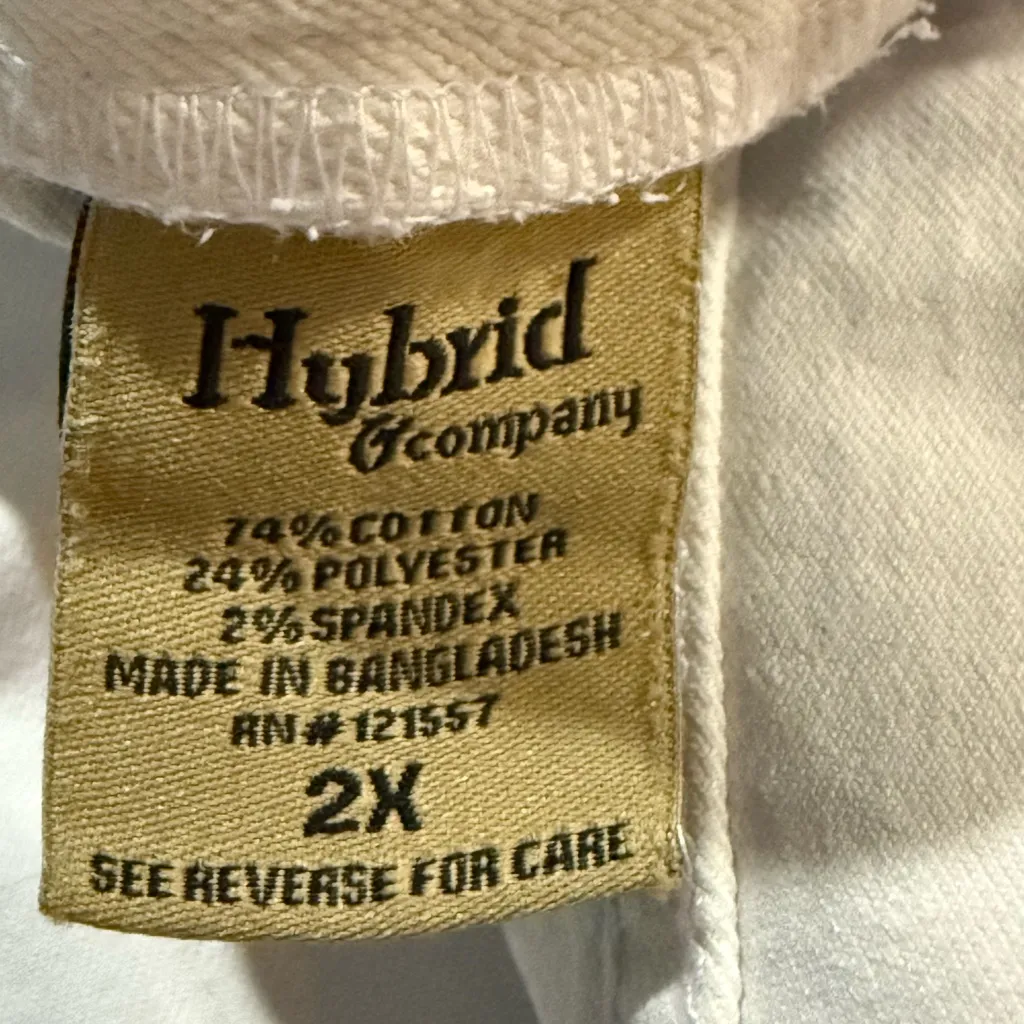 Hybrid
& company
74% COTTON
24% POLYESTER
2% SPANDEX
MADE IN BANGLADESH
RN # 121557
2X
SEE REVERSE FOR CARE